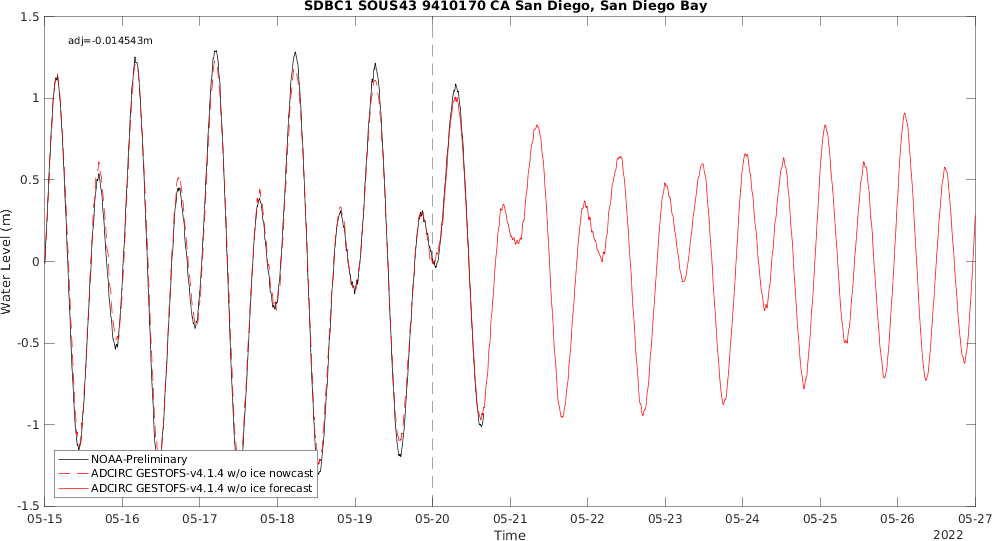 SDBC1 SOUS43 9410170 CA San Diego, San Diego Bay
adj=-0.014543m
1.5
1
0.5
0
-0.5
-1
-1.5
Water Level (m)
NOAA-Preliminary
ADCIRC GESTOFS-v4.1.4 w/o ice nowcast
ADCIRC GESTOFS-v4.1.4 w/o ice forecast
05-15 05-16 05-17 05-18 05-19 05-20 05-21 05-22 05-23 05-24 05-25 05-26 05-27
Time
2022